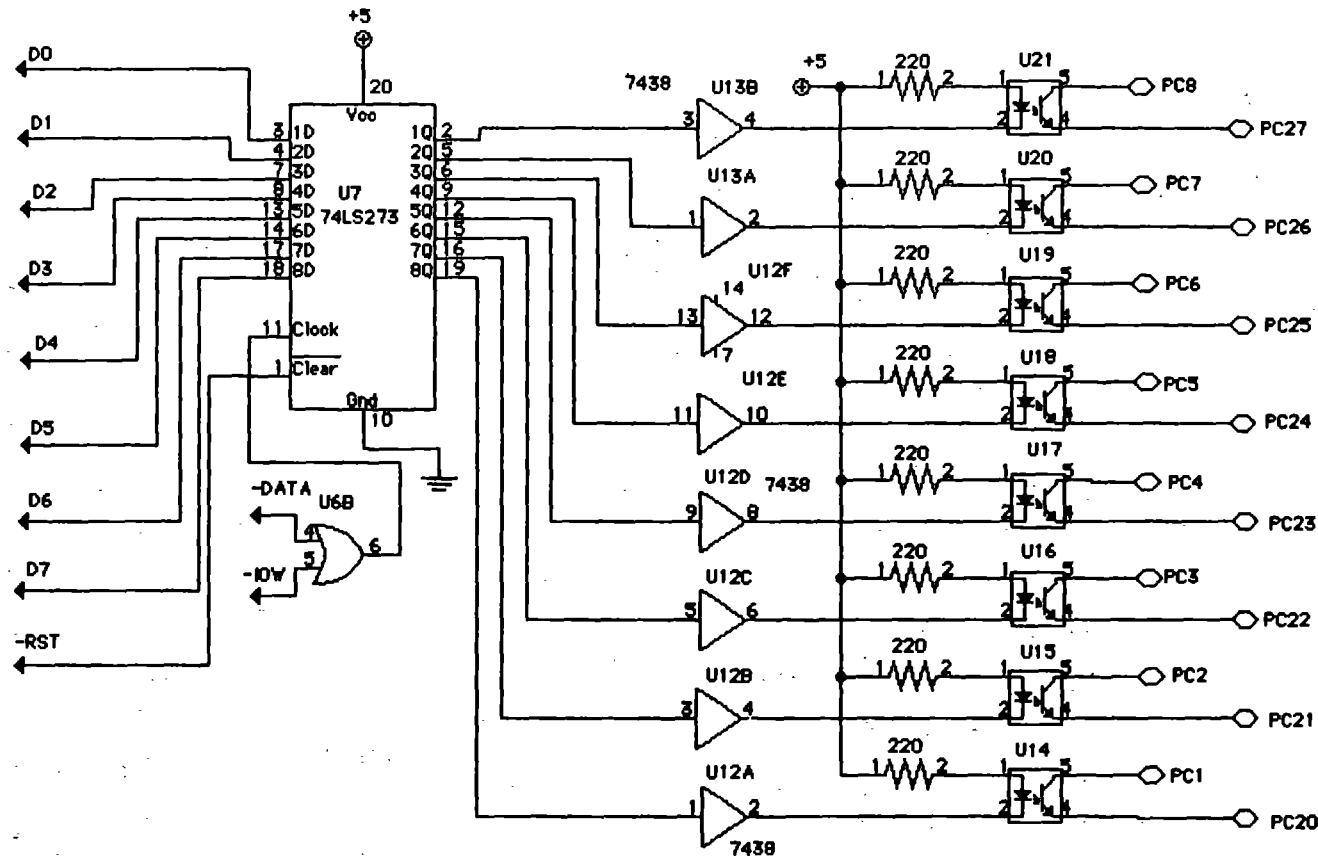 +5
D0
20
Vcc
D1
3 1D 1Q 2
4 2D 2Q 5
7 3D 3Q 6
8 4D 4Q 9
13 5D 5Q 12
14 6D 6Q 15
17 7D 7Q 16
18 8D 8Q 19
U7
74LS273
D2
D3
11 Clock
D4
1 Clear
Gnd
10
D5
-DATA
U6B
4
5
6
D6
-IOW
D7
-RST
7438
U13B
3 4
+5
220
1 2
U21
1 5
2 4
PC8
PC27
U13A
1 2
220
1 2
U20
1 5
2 4
PC7
PC26
U12F
14
13 12
7
220
1 2
U19
1 5
2 4
PC6
PC25
U12E
11 10
220
1 2
U18
1 5
2
PC5
PC24
U12D
7438
9 8
220
1 2
U17
1 5
2 4
PC4
PC23
U12C
5 6
220
1 2
U16
1 5
2 4
PC3
PC22
U12B
3 4
220
1 2
U15
1 5
2 4
PC2
PC21
U12A
1 2
7438
220
1 2
U14
1 5
2 4
PC1
PC20